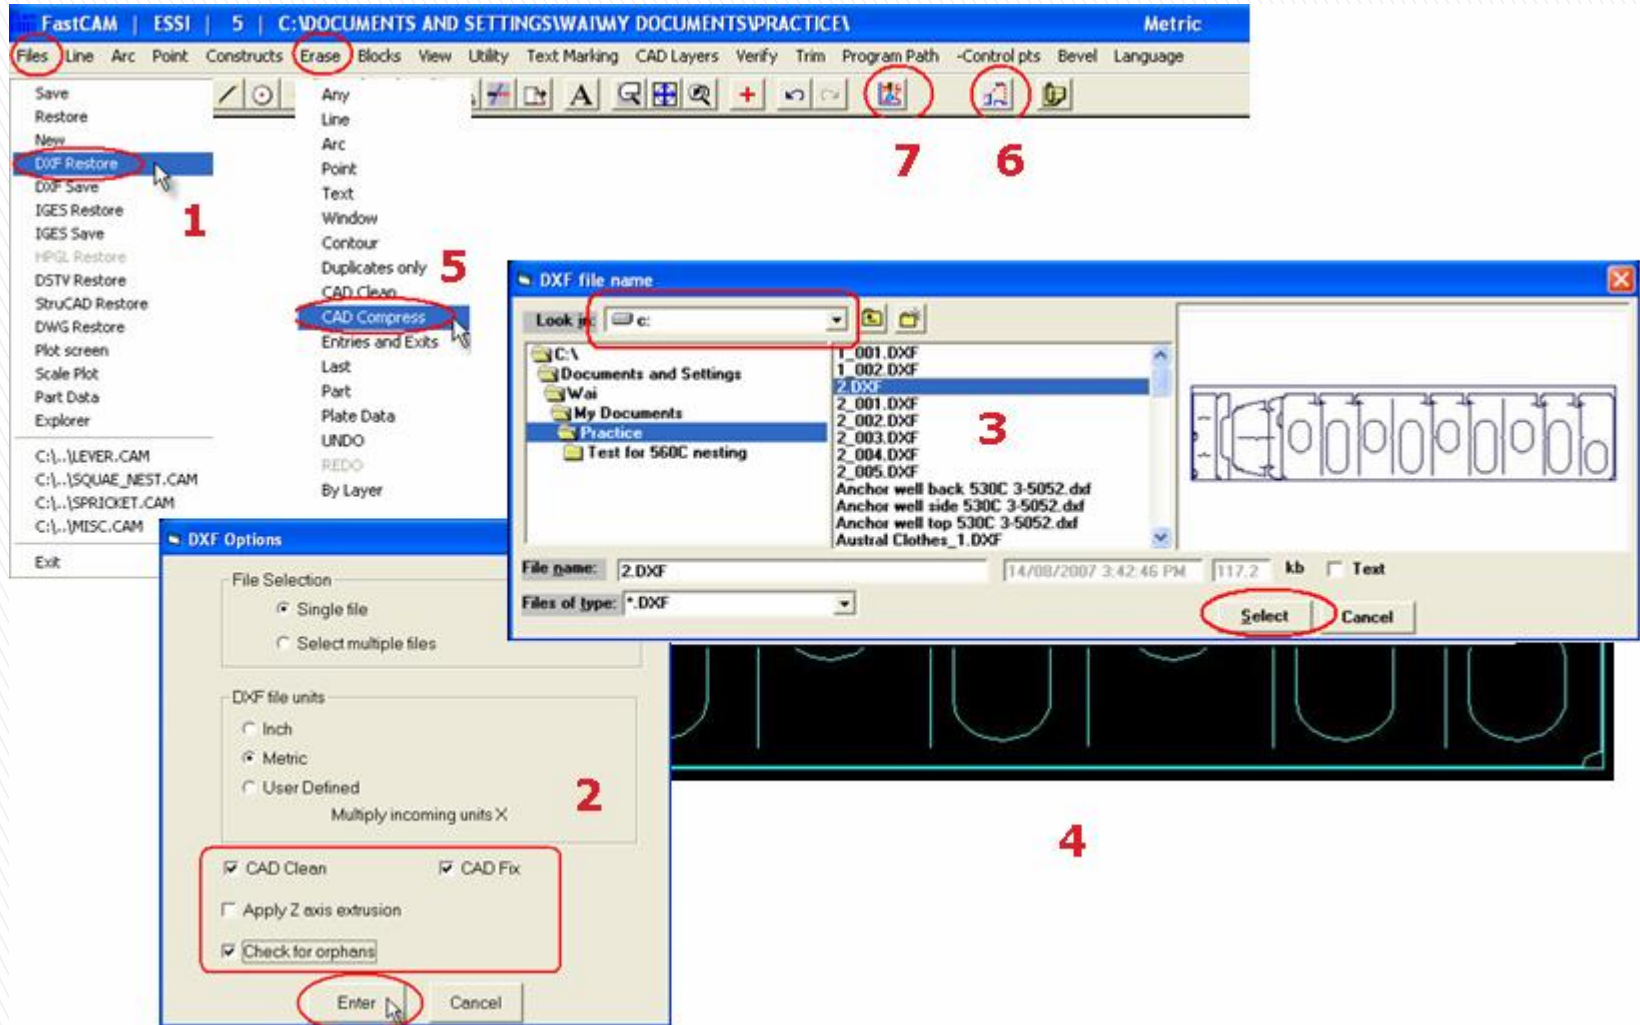 FastCAM | ESSI | 5 | C:\DOCUMENTS AND SETTINGS\WAI\MY DOCUMENTS\PRACTICE\ Metric
Files Line Arc Point Constructs Erase Blocks View Utility Text Marking CAD Layers Verify Trim Program Path -Control pts Bevel Language
A
7
6
Save
Restore
New
DXF Restore
DXF Save
IGES Restore
IGES Save
HPGL Restore
DSTV Restore
StruCAD Restore
DWG Restore
Plot screen
Scale Plot
Part Data
Explorer
C:\...\LEVER.CAM
C:\...\SQUAE_NEST.CAM
C:\...\SPRICKET.CAM
C:\...\MISC.CAM
Exit
1
Any
Line
Arc
Point
Text
Window
Contour
Duplicates only
CAD Clean
CAD Compress
Entries and Exits
Last
Part
Plate Data
UNDO
REDO
By Layer
5
DXF file name
Look in: c:
C:\
Documents and Settings
Wai
My Documents
Practice
Test for 560C nesting
1_001.DXF
1_002.DXF
2.DXF
2_001.DXF
2_002.DXF
2_003.DXF
2_004.DXF
2_005.DXF
Anchor well back 530C 3-5052.dxf
Anchor well side 530C 3-5052.dxf
Anchor well top 530C 3-5052.dxf
Austral Clothes_1.DXF
3
File name: 2.DXF 14/08/2007 3:42:46 PM 117.2 kb Text
Files of type: *.DXF
Select Cancel
DXF Options
File Selection
Single file
Select multiple files
DXF file units
Inch
Metric
User Defined
Multiply incoming units X
2
CAD Clean CAD Fix
Apply Z axis extrusion
Check for orphans
Enter Cancel
4